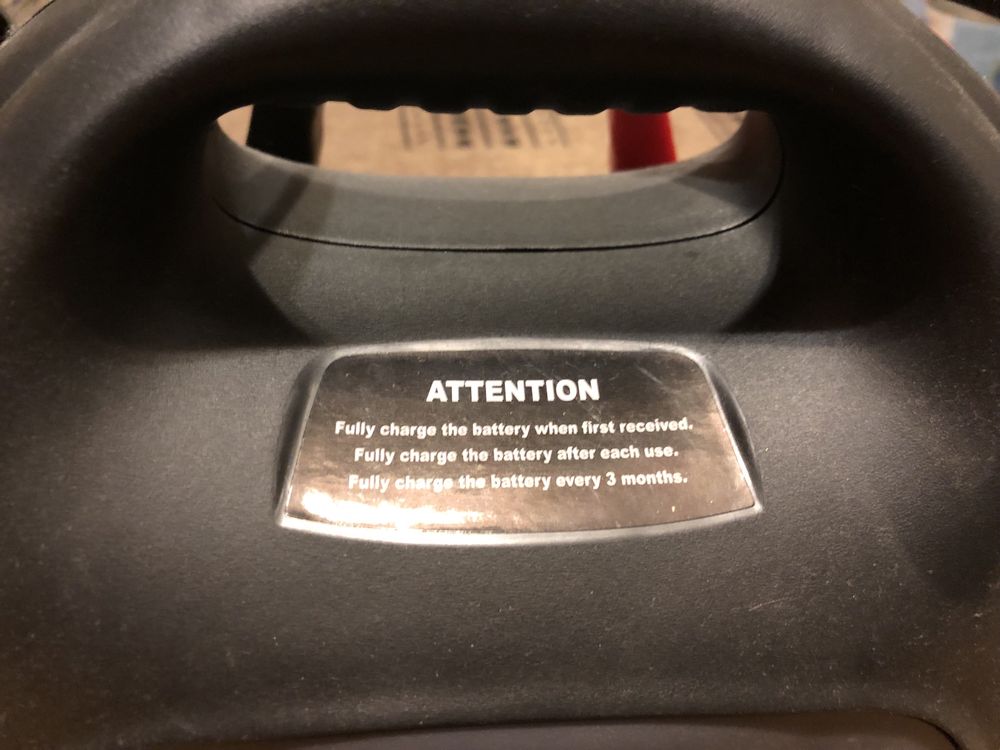 ATTENTION
Fully charge the battery when first received.
Fully charge the battery after each use.
Fully charge the battery every 3 months.